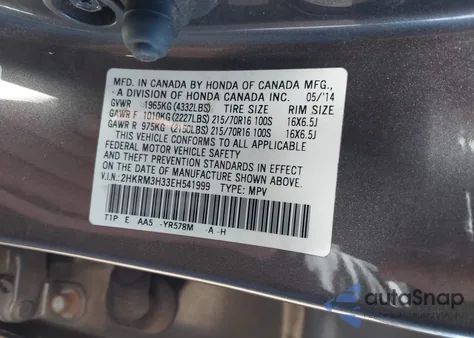 MFD. IN CANADA BY HONDA OF CANADA MFG.,
-A DIVISION OF HONDA CANADA INC. 05/'14
GVWR 1965KG(4332LBS) TIRE SIZE RIM SIZE
GAWR F 1010KG(2227LBS) 215/70R16 100S 16X6.5J
GAWR R 975KG(2150LBS) 215/70R16 100S 16X6.5J
THIS VEHICLE CONFORMS TO ALL APPLICABLE
FEDERAL MOTOR VEHICLE SAFETY
AND THEFT PREVENTION STANDARDS IN EFFECT
ON THE DATE OF MANUFACTURE SHOWN ABOVE.
V.I.N.: 2HKRM3H33EH541999 TYPE: MPV
T1P E AA5 -YR578M -A -H
autoSnap